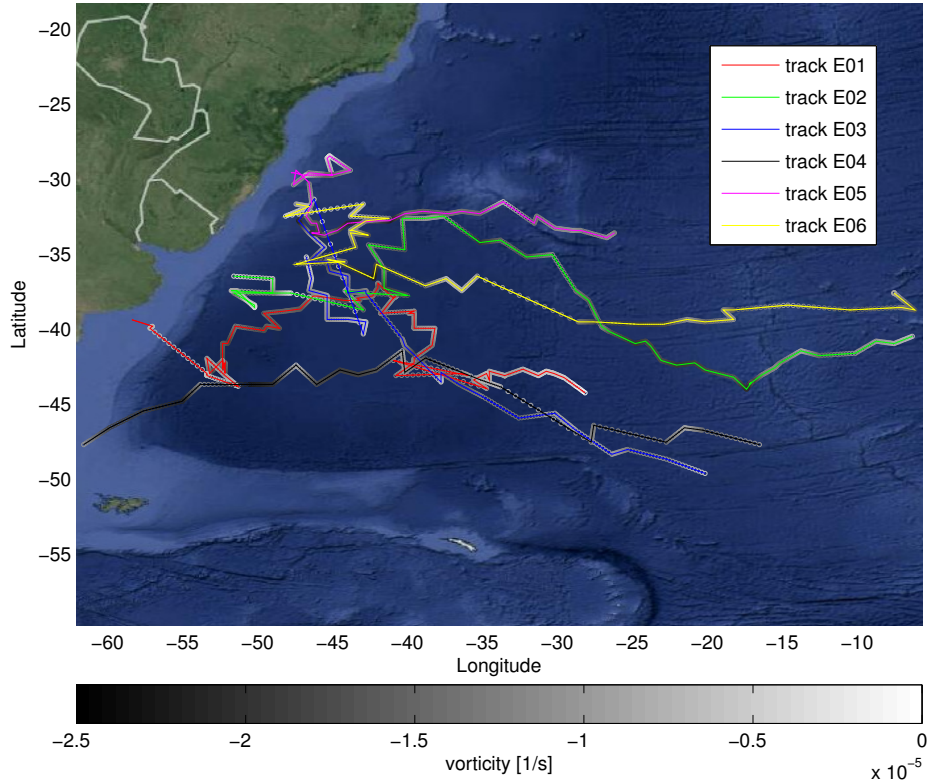 −20
−25
−30
−35
−40
−45
−50
−55
Latitude
track E01
track E02
track E03
track E04
track E05
track E06
−60 −55 −50 −45 −40 −35 −30 −25 −20 −15 −10
Longitude
−2.5 −2 −1.5 −1 −0.5 0
vorticity [1/s]
x 10⁻⁵